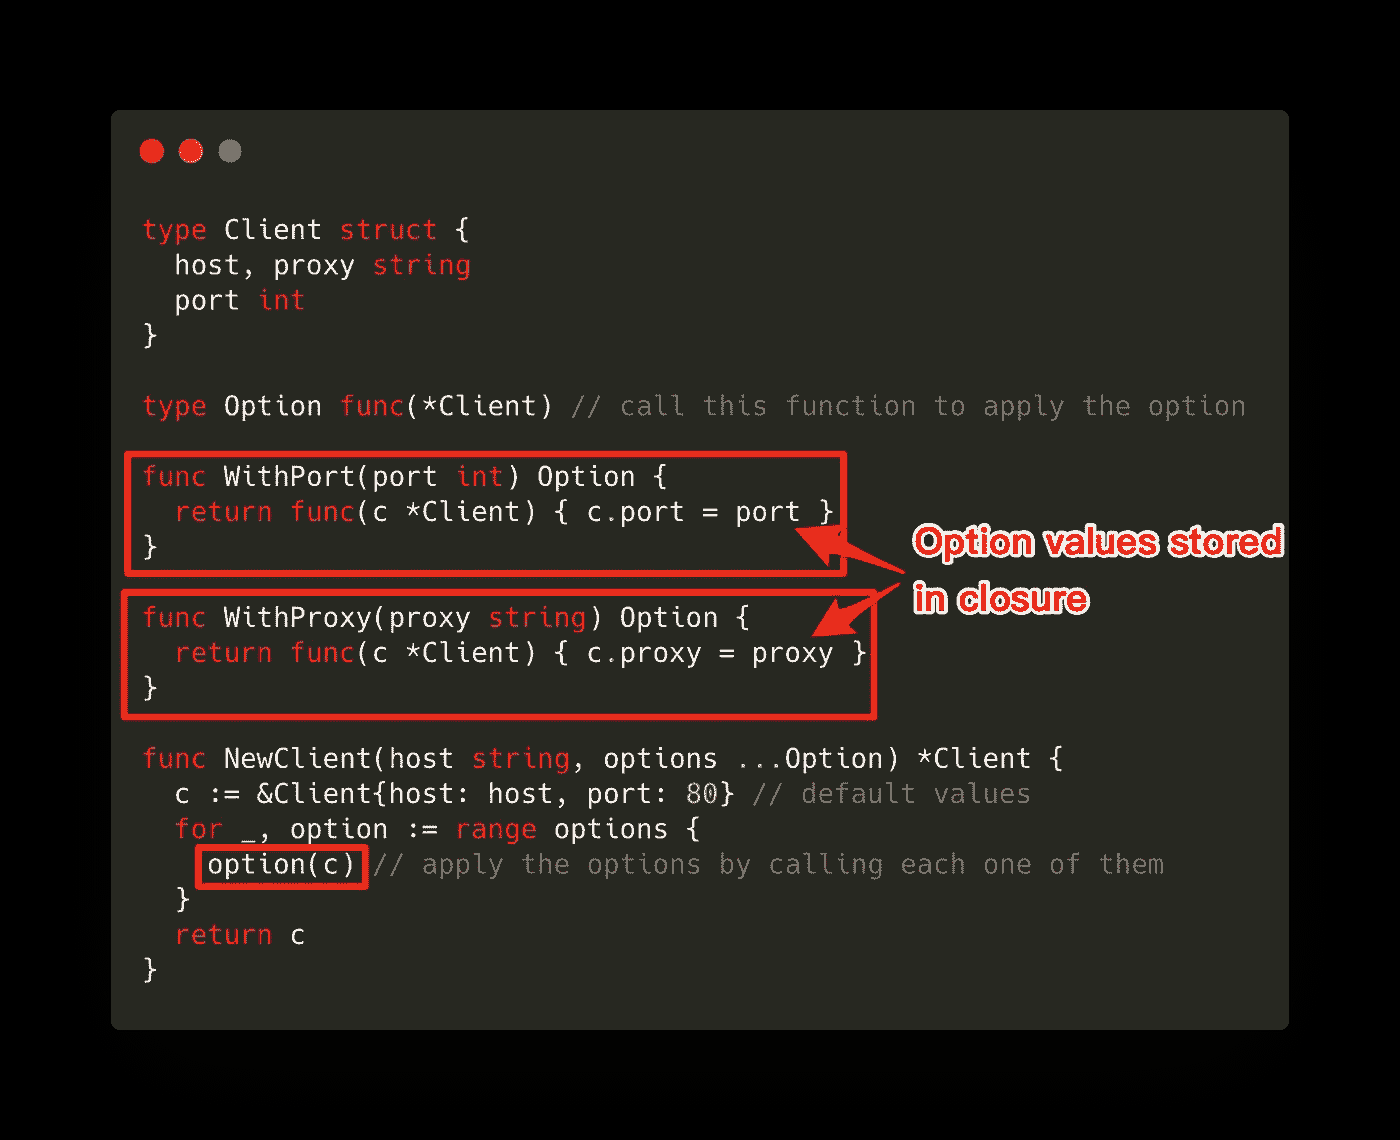 type Client struct {
  host, proxy string
  port int
}
type Option func(*Client) // call this function to apply the option
func WithPort(port int) Option {
  return func(c *Client) { c.port = port }
}
Option values stored
in closure
func WithProxy(proxy string) Option {
  return func(c *Client) { c.proxy = proxy }
}
func NewClient(host string, options ...Option) *Client {
  c := &Client{host: host, port: 80} // default values
  for _, option := range options {
    option(c) // apply the options by calling each one of them
  }
  return c
}